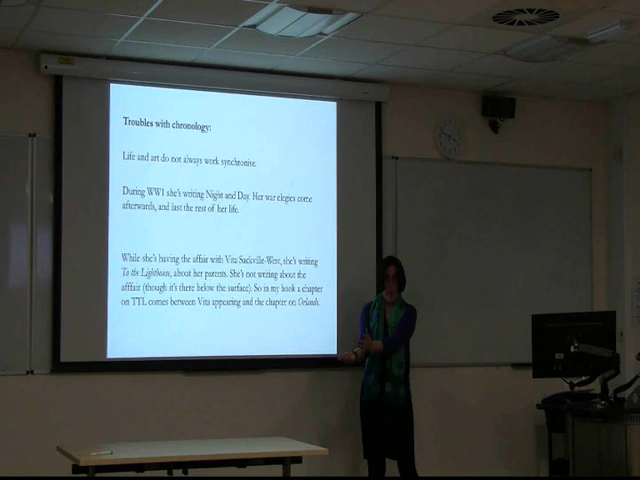 Troubles with chronology:
Life and art do not always work synchronise.
During WW1 she's writing Night and Day. Her war elegies come
afterwards, and last the rest of her life.
While she's having the affair with Vita Sackville-West, she's writing
To the Lighthouse, about her parents. She's not writing about the
afffair (though it's there below the surface). So in my book a chapter
on TTL comes between Vita appearing and the chapter on Orlando.